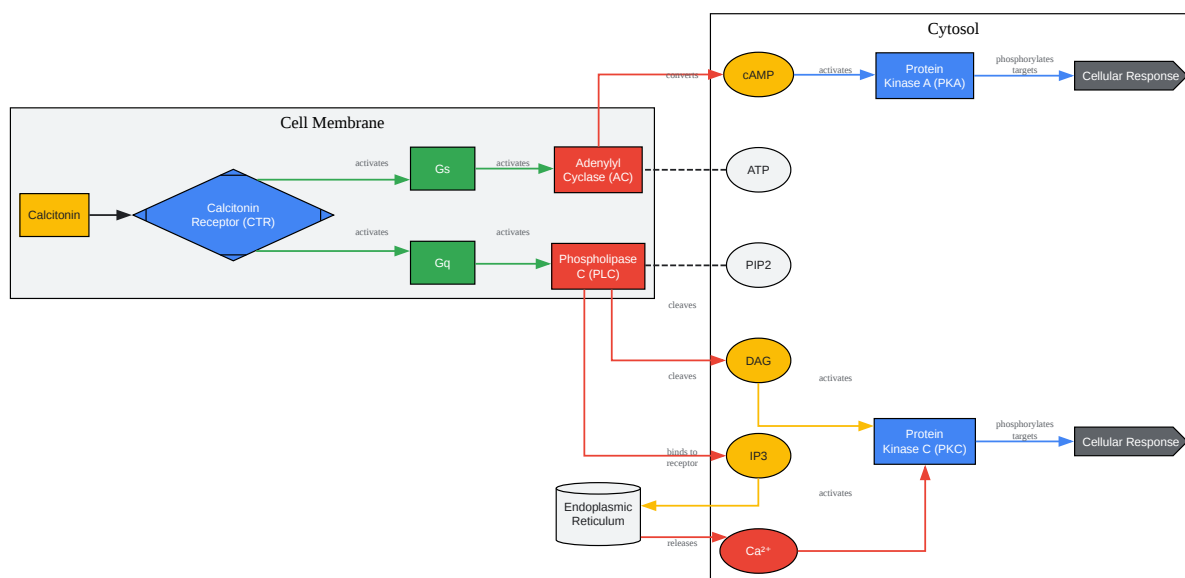 Cytosol
converts
cAMP
activates
Protein
Kinase A (PKA)
phosphorylates
targets
Cellular Response
Cell Membrane
Calcitonin
Calcitonin
Receptor (CTR)
activates
Gs
activates
Adenylyl
Cyclase (AC)
ATP
activates
Gq
activates
Phospholipase
C (PLC)
PIP2
cleaves
DAG
cleaves
activates
Protein
Kinase C (PKC)
phosphorylates
targets
Cellular Response
binds to
receptor
IP3
activates
Endoplasmic
Reticulum
releases
Ca²⁺